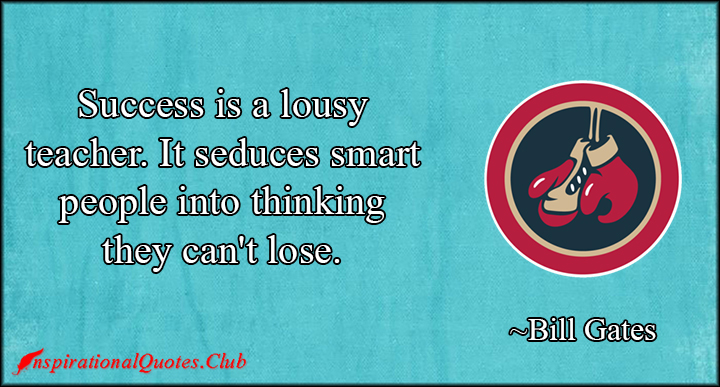 Success is a lousy
teacher. It seduces smart
people into thinking
they can't lose.
~Bill Gates
InspirationalQuotes.Club